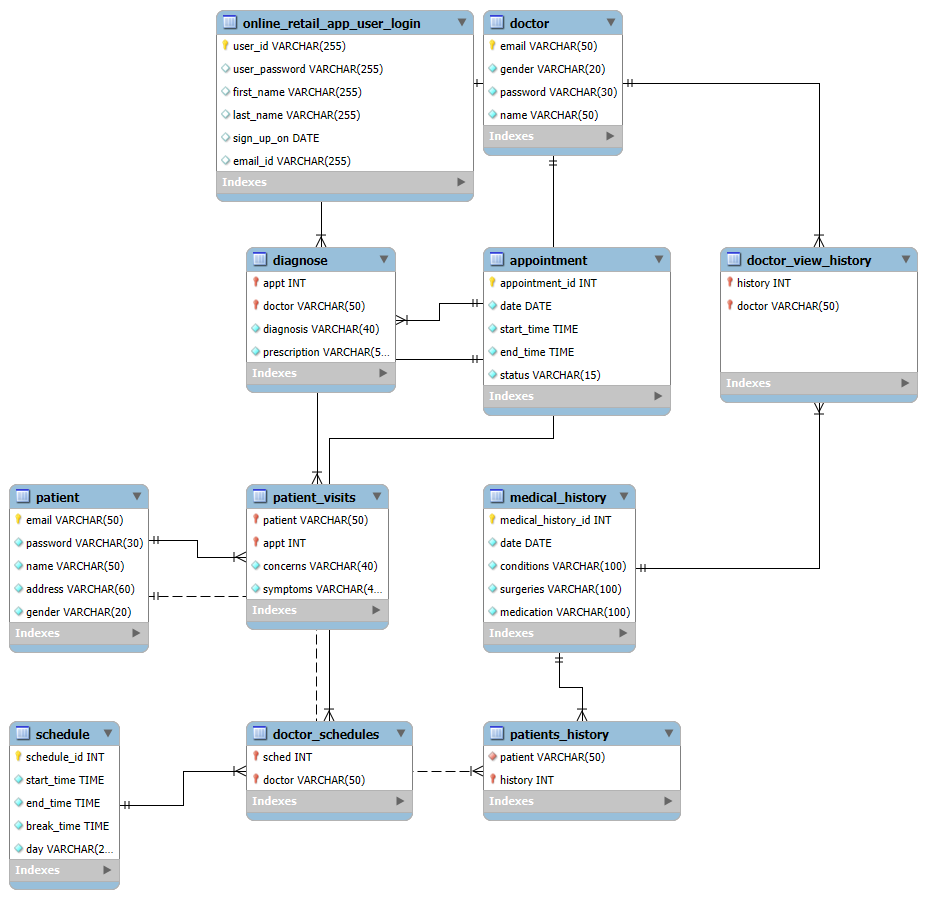 online_retail_app_user_login
user_id VARCHAR(255)
user_password VARCHAR(255)
first_name VARCHAR(255)
last_name VARCHAR(255)
sign_up_on DATE
email_id VARCHAR(255)
Indexes
doctor
email VARCHAR(50)
gender VARCHAR(20)
password VARCHAR(30)
name VARCHAR(50)
Indexes
diagnose
appt INT
doctor VARCHAR(50)
diagnosis VARCHAR(40)
prescription VARCHAR(5...
Indexes
appointment
appointment_id INT
date DATE
start_time TIME
end_time TIME
status VARCHAR(15)
Indexes
doctor_view_history
history INT
doctor VARCHAR(50)
Indexes
patient
email VARCHAR(50)
password VARCHAR(30)
name VARCHAR(50)
address VARCHAR(60)
gender VARCHAR(20)
Indexes
patient_visits
patient VARCHAR(50)
appt INT
concerns VARCHAR(40)
symptoms VARCHAR(4...
Indexes
medical_history
medical_history_id INT
date DATE
conditions VARCHAR(100)
surgeries VARCHAR(100)
medication VARCHAR(100)
Indexes
schedule
schedule_id INT
start_time TIME
end_time TIME
break_time TIME
day VARCHAR(2...
Indexes
doctor_schedules
sched INT
doctor VARCHAR(50)
Indexes
patients_history
patient VARCHAR(50)
history INT
Indexes